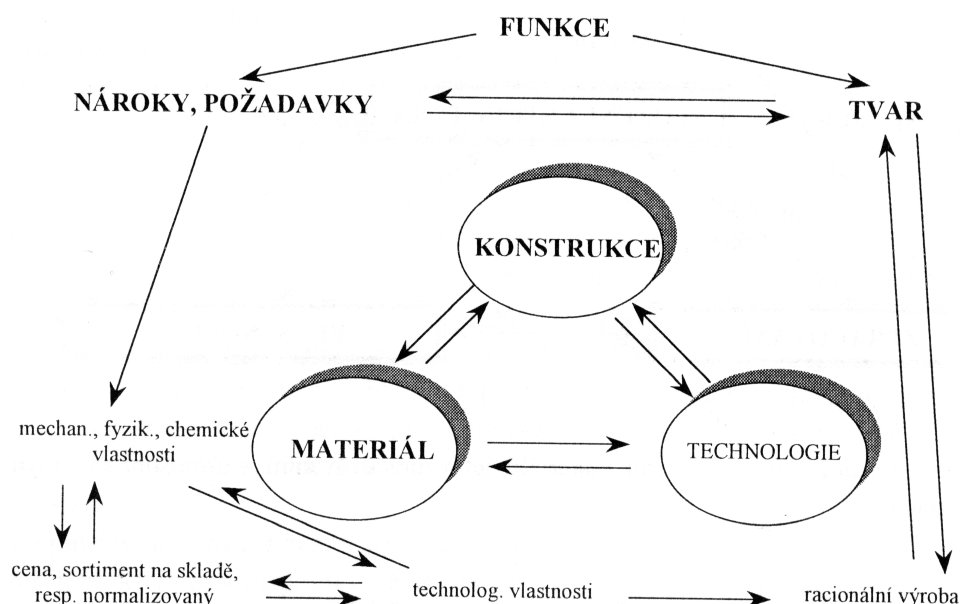 FUNKCE
NÁROKY, POŽADAVKY
TVAR
KONSTRUKCE
MATERIÁL
TECHNOLOGIE
mechan., fyzik., chemické
vlastnosti
cena, sortiment na skladě,
resp. normalizovaný
technolog. vlastnosti
racionální výroba